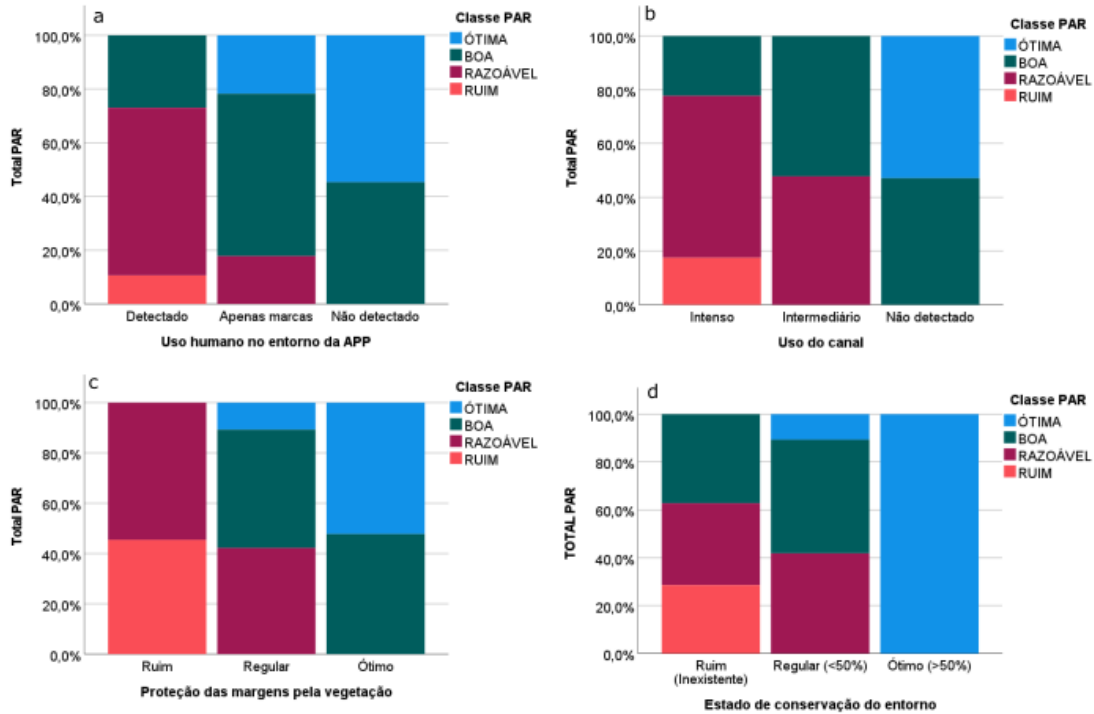 a
Classe PAR
ÓTIMA
BOA
RAZOÁVEL
RUIM
Total PAR
100,0%
80,0%
60,0%
40,0%
20,0%
0,0%
Detectado
Apenas marcas
Não detectado
Uso humano no entorno da APP
b
Classe PAR
ÓTIMA
BOA
RAZOÁVEL
RUIM
Total PAR
100,0%
80,0%
60,0%
40,0%
20,0%
0,0%
Intenso
Intermediário
Não detectado
Uso do canal
c
Classe PAR
ÓTIMA
BOA
RAZOÁVEL
RUIM
Total PAR
100,0%
80,0%
60,0%
40,0%
20,0%
0,0%
Ruim
Regular
Ótimo
Proteção das margens pela vegetação
d
Classe PAR
ÓTIMA
BOA
RAZOÁVEL
RUIM
TOTAL PAR
100,0%
80,0%
60,0%
40,0%
20,0%
0,0%
Ruim
(Inexistente)
Regular (<50%)
Ótimo (>50%)
Estado de conservação do entorno